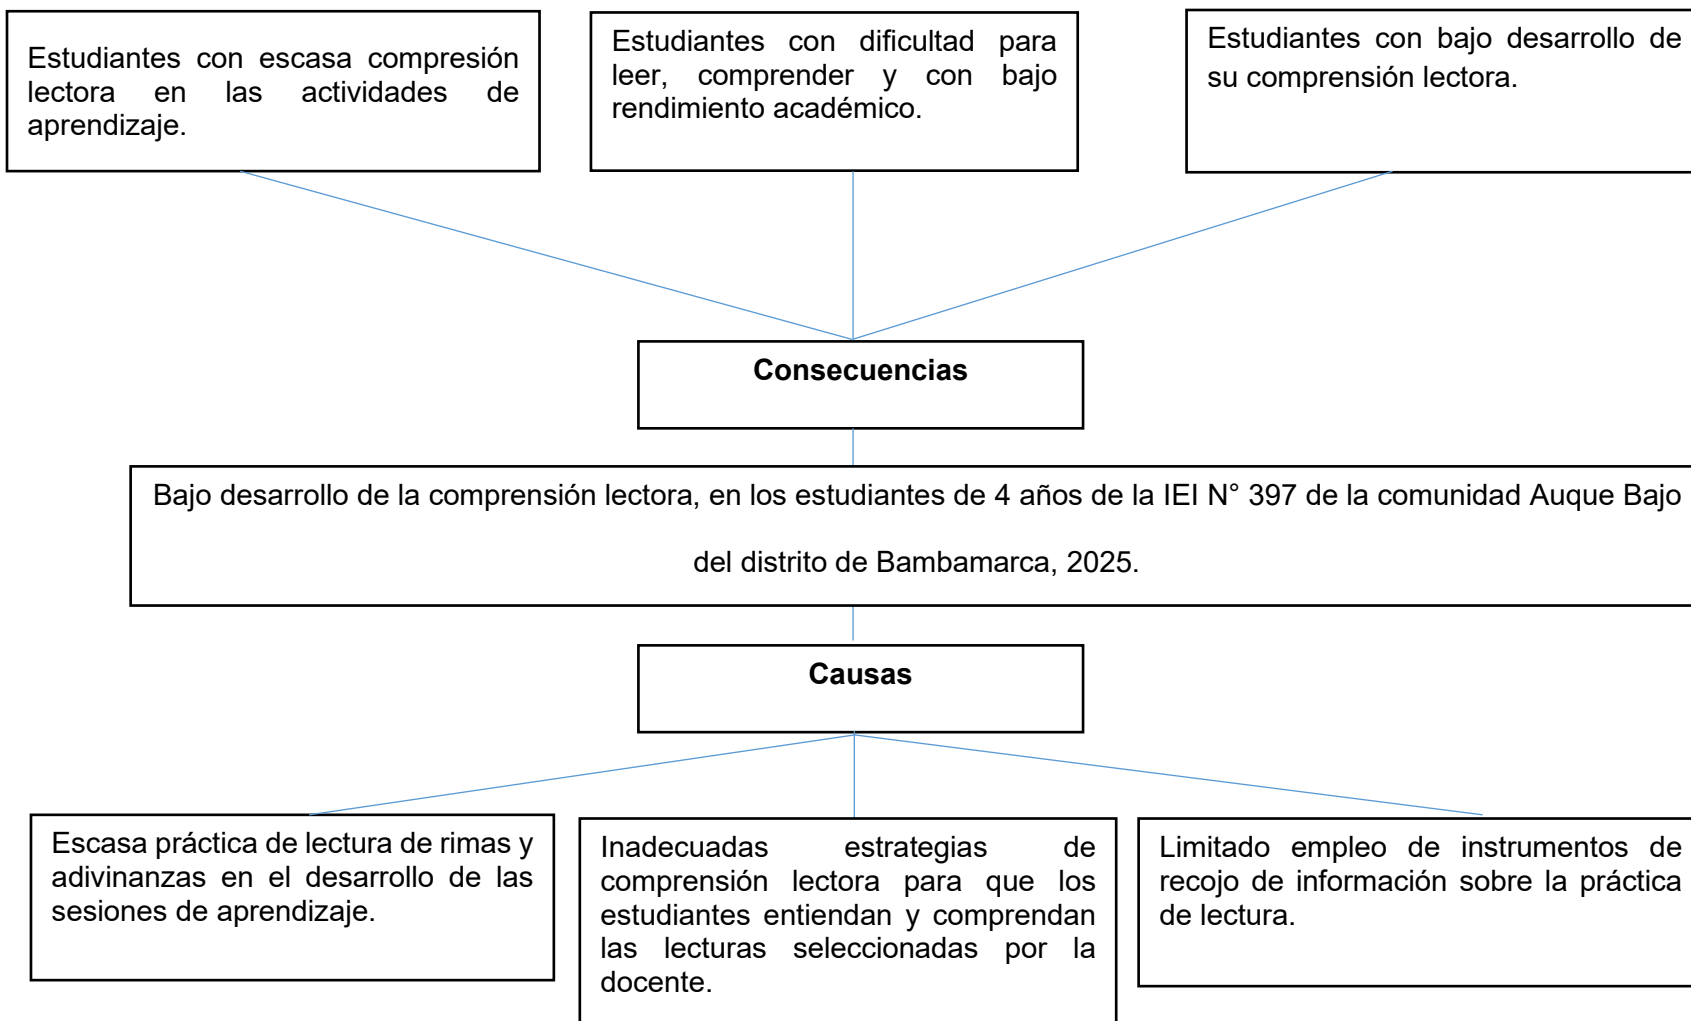 Estudiantes con escasa compresión
lectora en las actividades de
aprendizaje.
Estudiantes con dificultad para
leer, comprender y con bajo
rendimiento académico.
Estudiantes con bajo desarrollo de
su comprensión lectora.
Consecuencias
Bajo desarrollo de la comprensión lectora, en los estudiantes de 4 años de la IEI N° 397 de la comunidad Auque Bajo
del distrito de Bambamarca, 2025.
Causas
Escasa práctica de lectura de rimas y
adivinanzas en el desarrollo de las
sesiones de aprendizaje.
Inadecuadas estrategias de
comprensión lectora para que los
estudiantes entiendan y comprendan
las lecturas seleccionadas por la
docente.
Limitado empleo de instrumentos de
recojo de información sobre la práctica
de lectura.